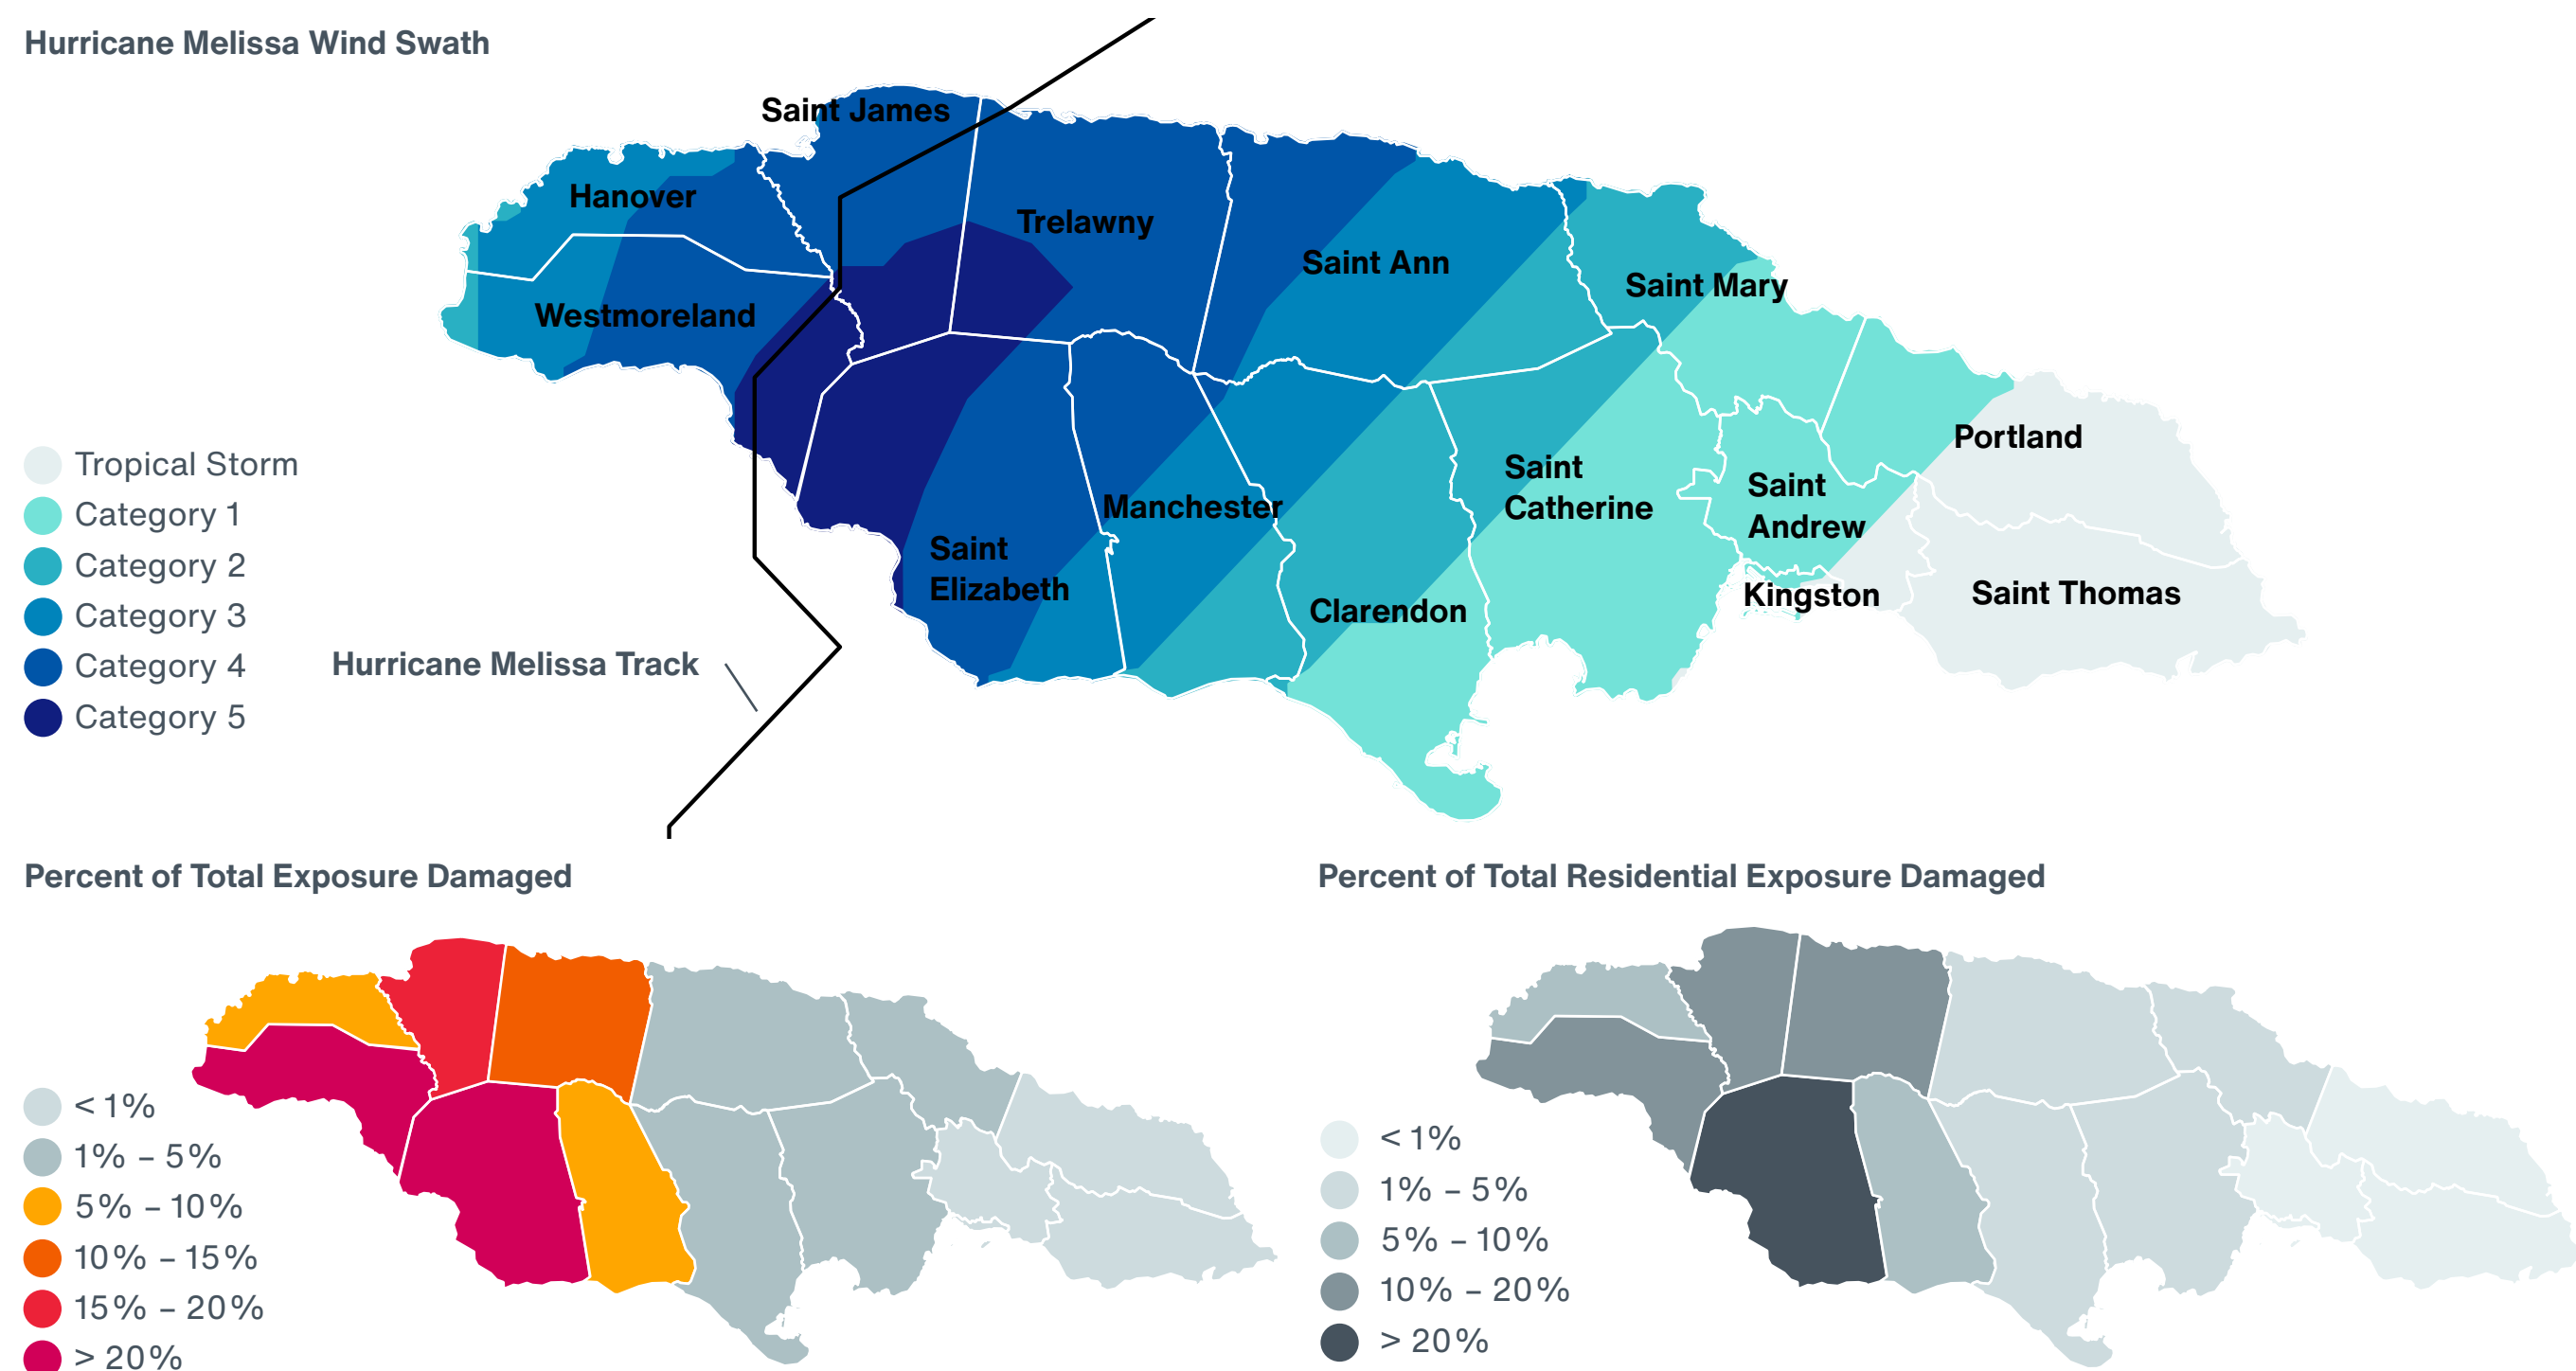 Hurricane Melissa Wind Swath
Saint James
Hanover
Trelawny
Saint Ann
Saint Mary
Westmoreland
Portland
Saint
Catherine
Saint
Andrew
Manchester
Saint
Elizabeth
Clarendon
Kingston
Saint Thomas
Tropical Storm
Category 1
Category 2
Category 3
Category 4
Category 5
Hurricane Melissa Track
Percent of Total Exposure Damaged
< 1%
1% – 5%
5% – 10%
10% – 15%
15% – 20%
> 20%
Percent of Total Residential Exposure Damaged
< 1%
1% – 5%
5% – 10%
10% – 20%
> 20%